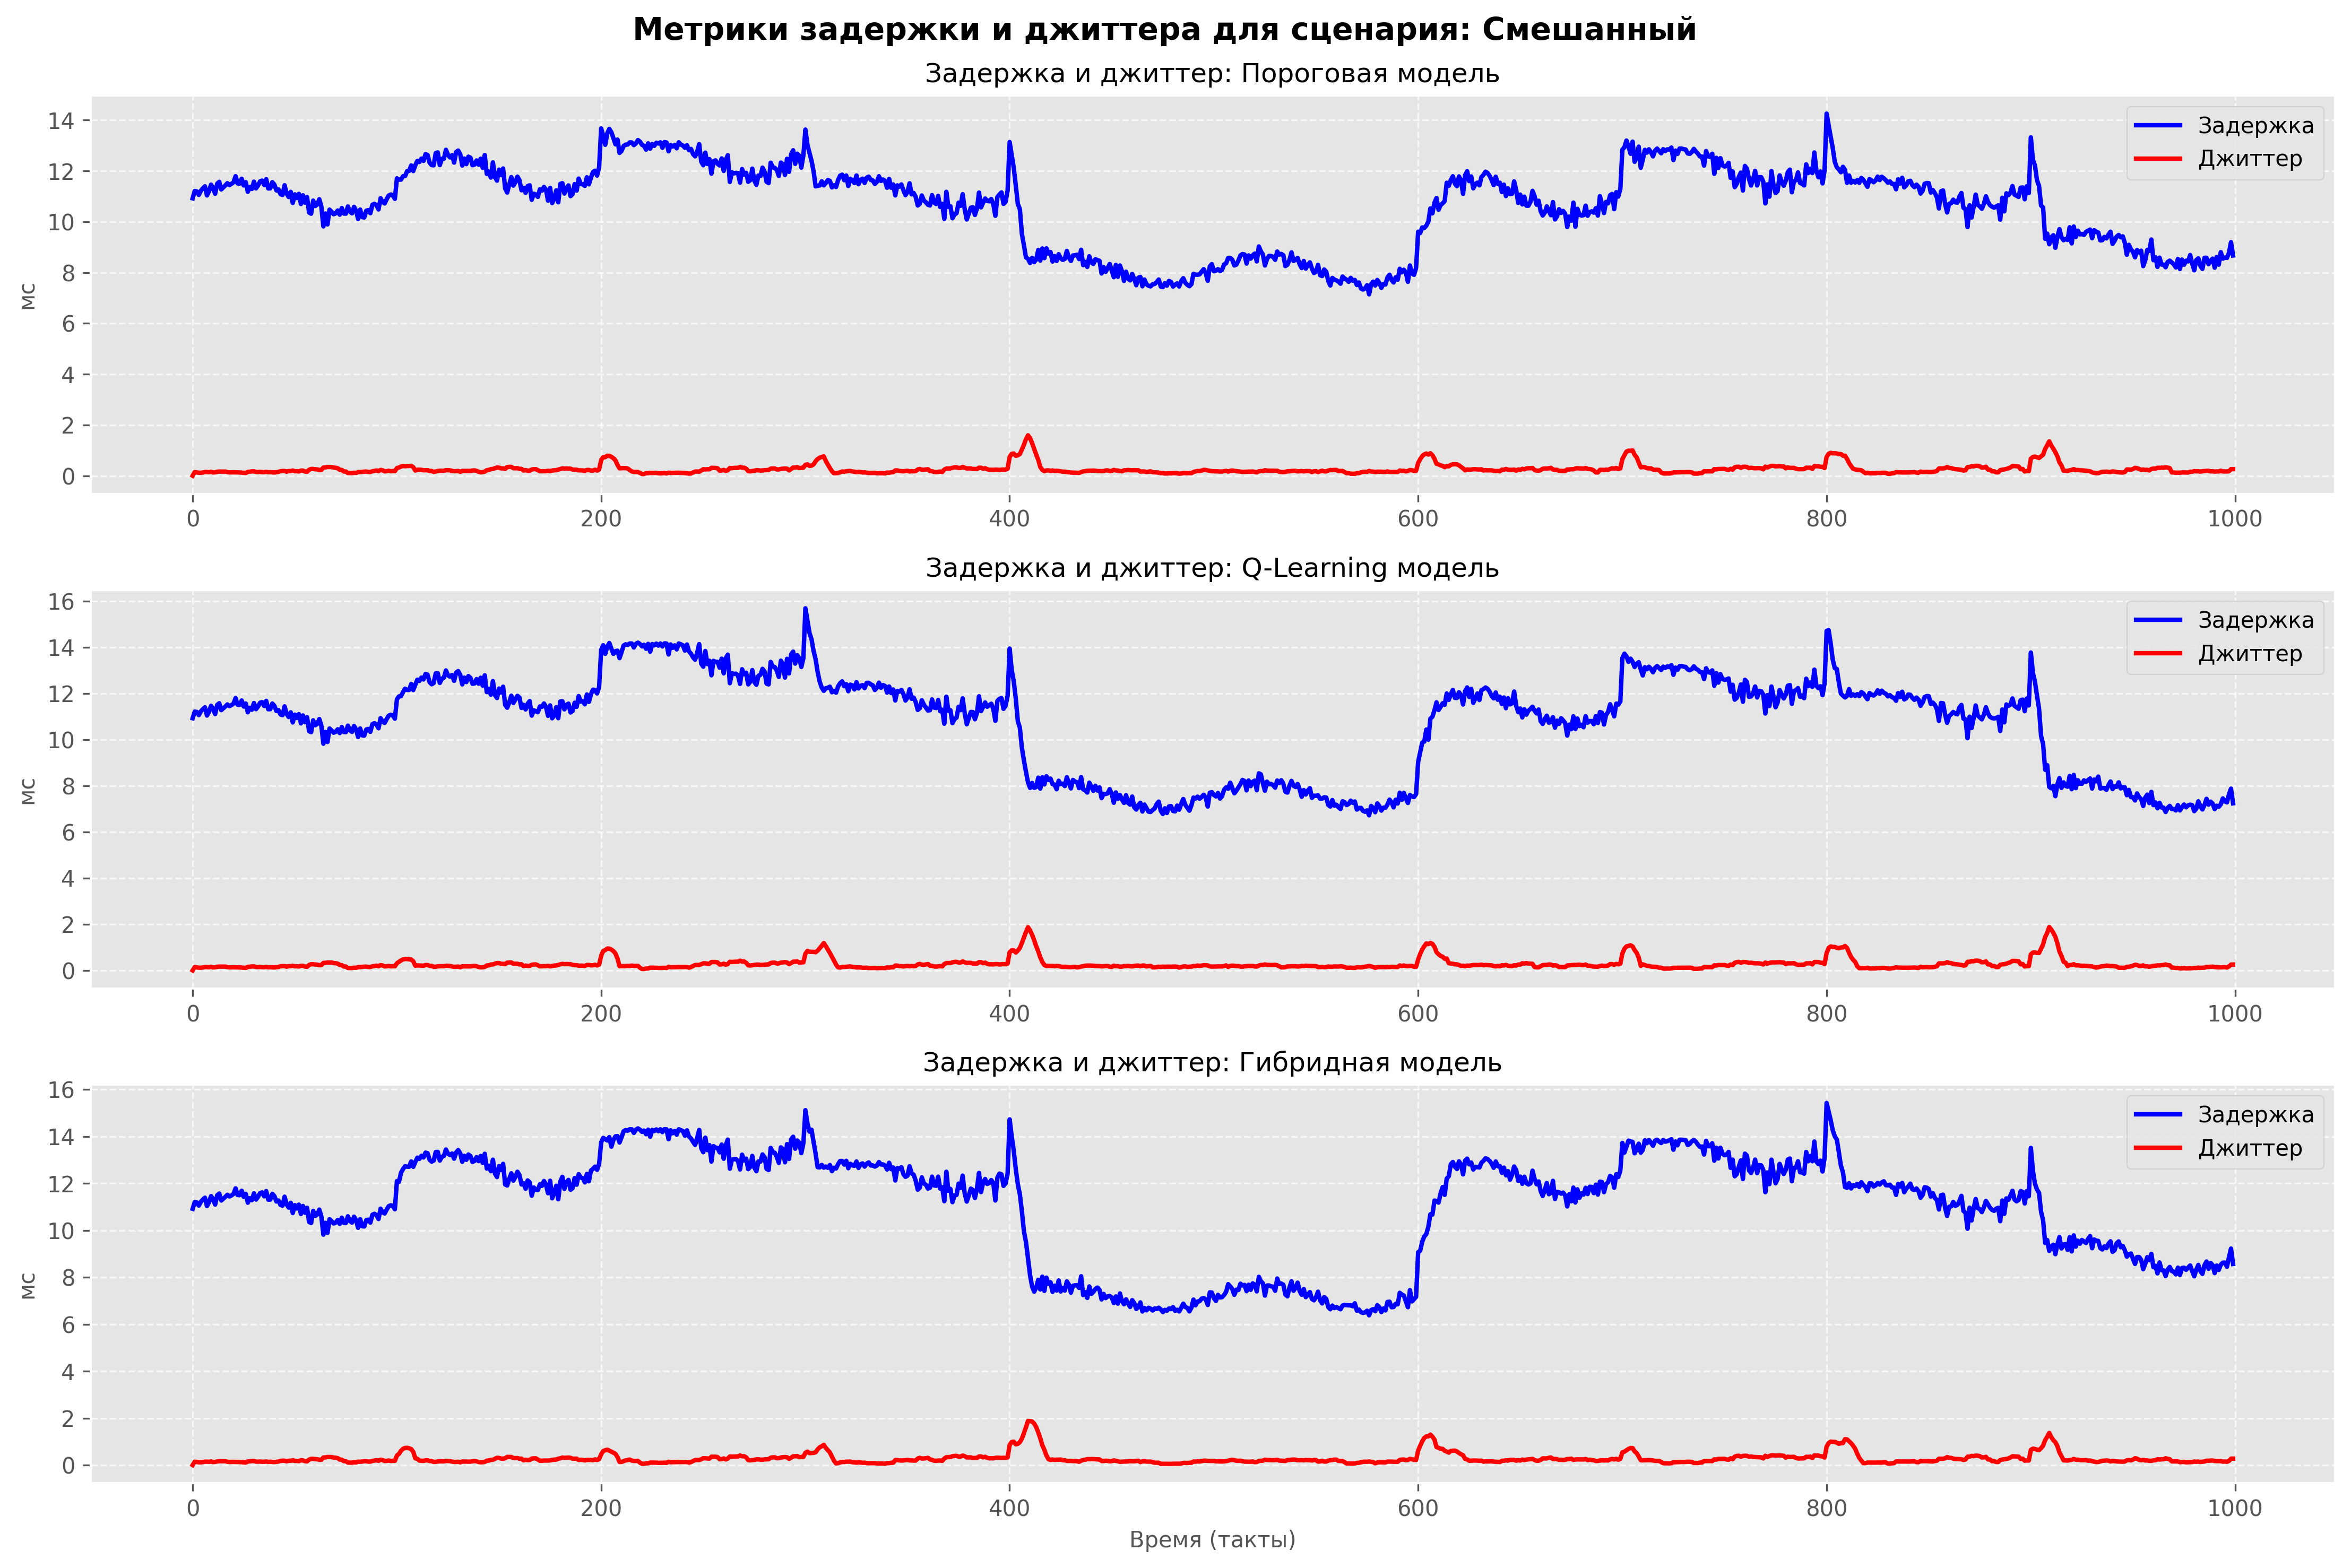 Метрики задержки и джиттера для сценария: Смешанный
Задержка и джиттер: Пороговая модель
14
12
10
8
6
4
2
0
мс
Задержка
Джиттер
0 200 400 600 800 1000
Задержка и джиттер: Q-Learning модель
16
14
12
10
8
6
4
2
0
мс
Задержка
Джиттер
0 200 400 600 800 1000
Задержка и джиттер: Гибридная модель
16
14
12
10
8
6
4
2
0
мс
Задержка
Джиттер
0 200 400 600 800 1000
Время (такты)